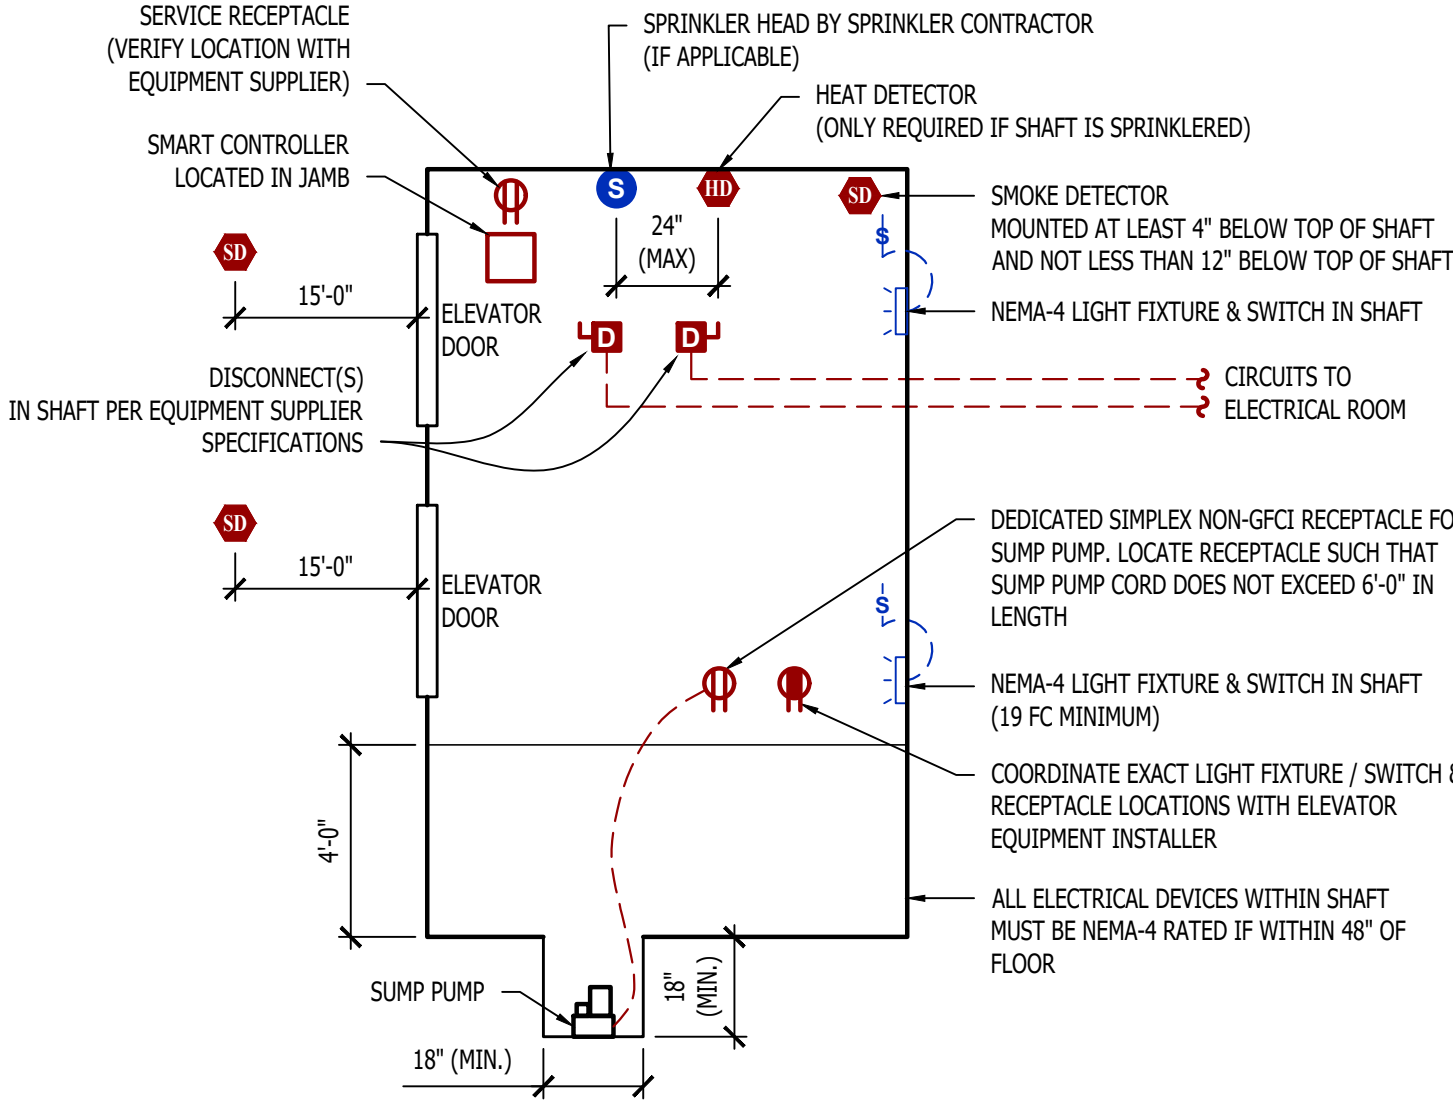 SERVICE RECEPTACLE
(VERIFY LOCATION WITH
EQUIPMENT SUPPLIER)
SPRINKLER HEAD BY SPRINKLER CONTRACTOR
(IF APPLICABLE)
HEAT DETECTOR
(ONLY REQUIRED IF SHAFT IS SPRINKLERED)
SMART CONTROLLER
LOCATED IN JAMB
S
HD
SD
SMOKE DETECTOR
MOUNTED AT LEAST 4" BELOW TOP OF SHAFT
AND NOT LESS THAN 12" BELOW TOP OF SHAFT
24"
(MAX)
S
SD
15'-0"
ELEVATOR
DOOR
NEMA-4 LIGHT FIXTURE & SWITCH IN SHAFT
D
D
DISCONNECT(S)
IN SHAFT PER EQUIPMENT SUPPLIER
SPECIFICATIONS
CIRCUITS TO
ELECTRICAL ROOM
SD
15'-0"
ELEVATOR
DOOR
DEDICATED SIMPLEX NON-GFCI RECEPTACLE FO
SUMP PUMP. LOCATE RECEPTACLE SUCH THAT
SUMP PUMP CORD DOES NOT EXCEED 6'-0" IN
LENGTH
S
NEMA-4 LIGHT FIXTURE & SWITCH IN SHAFT
(19 FC MINIMUM)
COORDINATE EXACT LIGHT FIXTURE / SWITCH &
RECEPTACLE LOCATIONS WITH ELEVATOR
EQUIPMENT INSTALLER
4'-0"
ALL ELECTRICAL DEVICES WITHIN SHAFT
MUST BE NEMA-4 RATED IF WITHIN 48" OF
FLOOR
SUMP PUMP
18"
(MIN.)
18" (MIN.)